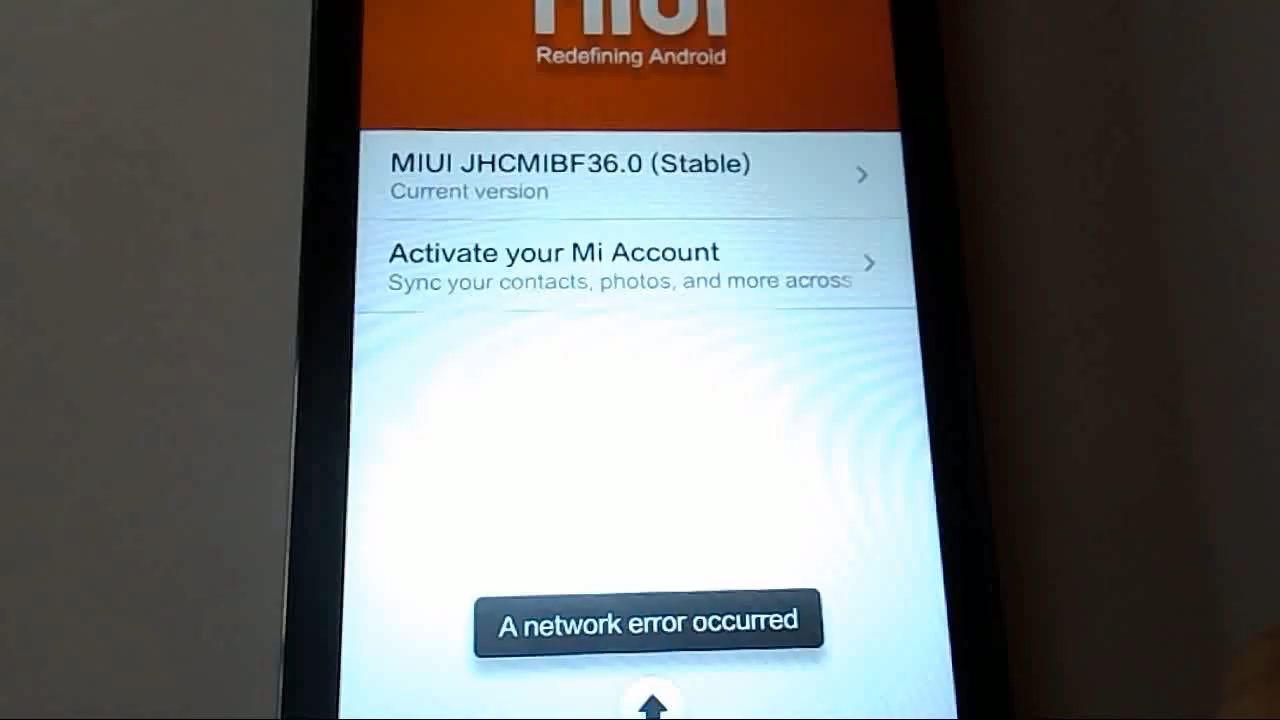 MIUI
Redefining Android
MIUI JHCMIBF36.0 (Stable)
Current version
Activate your Mi Account
Sync your contacts, photos, and more across
A network error occurred